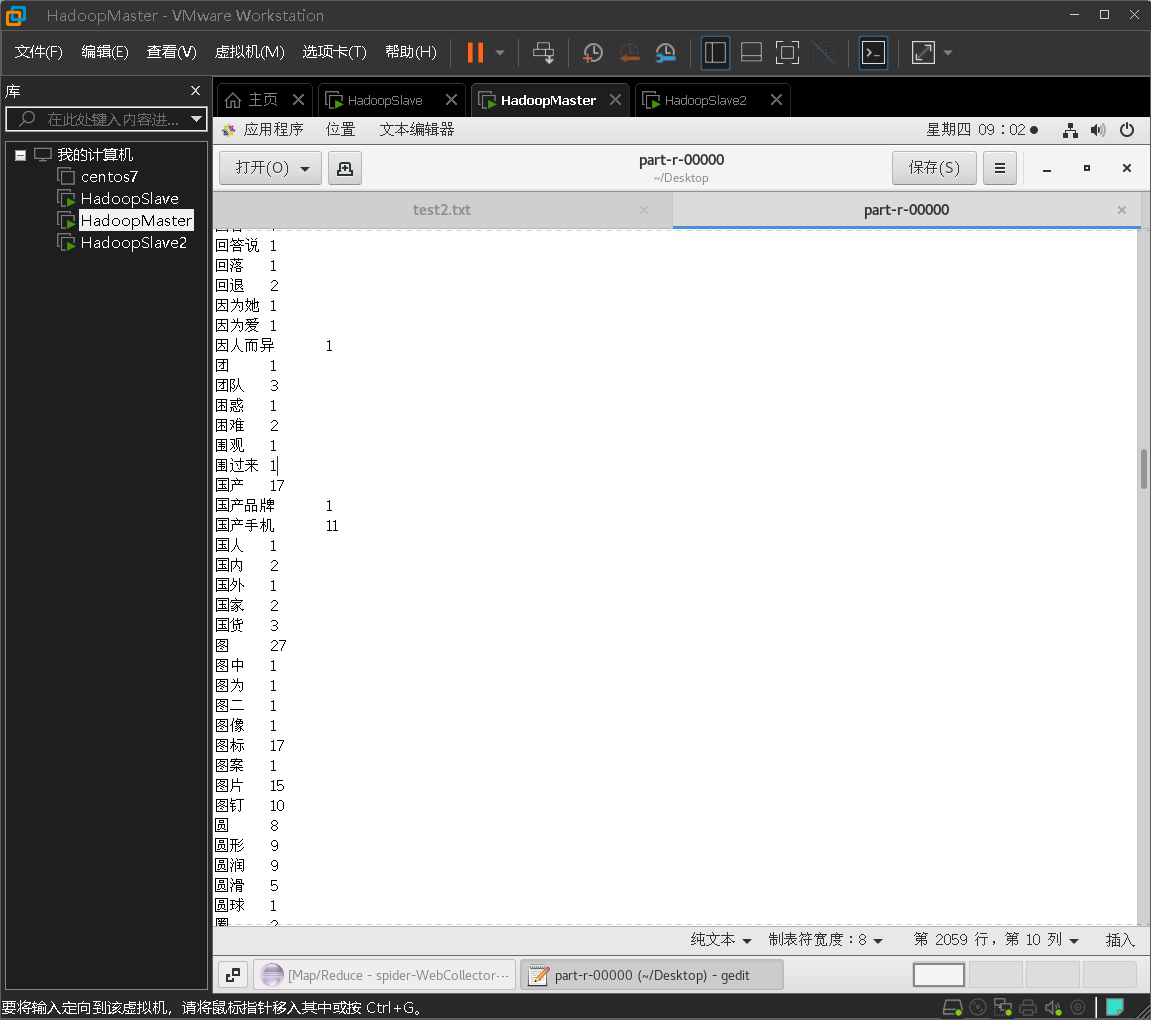 HadoopMaster - VMware Workstation
文件(F) 编辑(E) 查看(V) 虚拟机(M) 选项卡(T) 帮助(H)
库
在此处键入内容进...
我的计算机
centos7
HadoopSlave
HadoopMaster
HadoopSlave2
主页 HadoopSlave HadoopMaster HadoopSlave2
应用程序 位置 文本编辑器 星期四 09：02
打开(O) part-r-00000 保存(S)
~/Desktop
test2.txt part-r-00000
回答说 1
回落 1
回退 2
因为她 1
因为爱 1
因人而异 1
团 1
团队 3
困惑 1
困难 2
围观 1
围过来 1
国产 17
国产品牌 1
国产手机 11
国人 1
国内 2
国外 1
国家 2
国货 3
图 27
图中 1
图为 1
图二 1
图像 1
图标 17
图案 1
图片 15
图钉 10
圆 8
圆形 9
圆润 9
圆滑 5
圆球 1
纯文本 制表符宽度：8 第 2059 行，第 10 列 插入
[Map/Reduce - spider-WebCollector… part-r-00000 (~/Desktop) - gedit
要将输入定向到该虚拟机，请将鼠标指针移入其中或按 Ctrl+G。